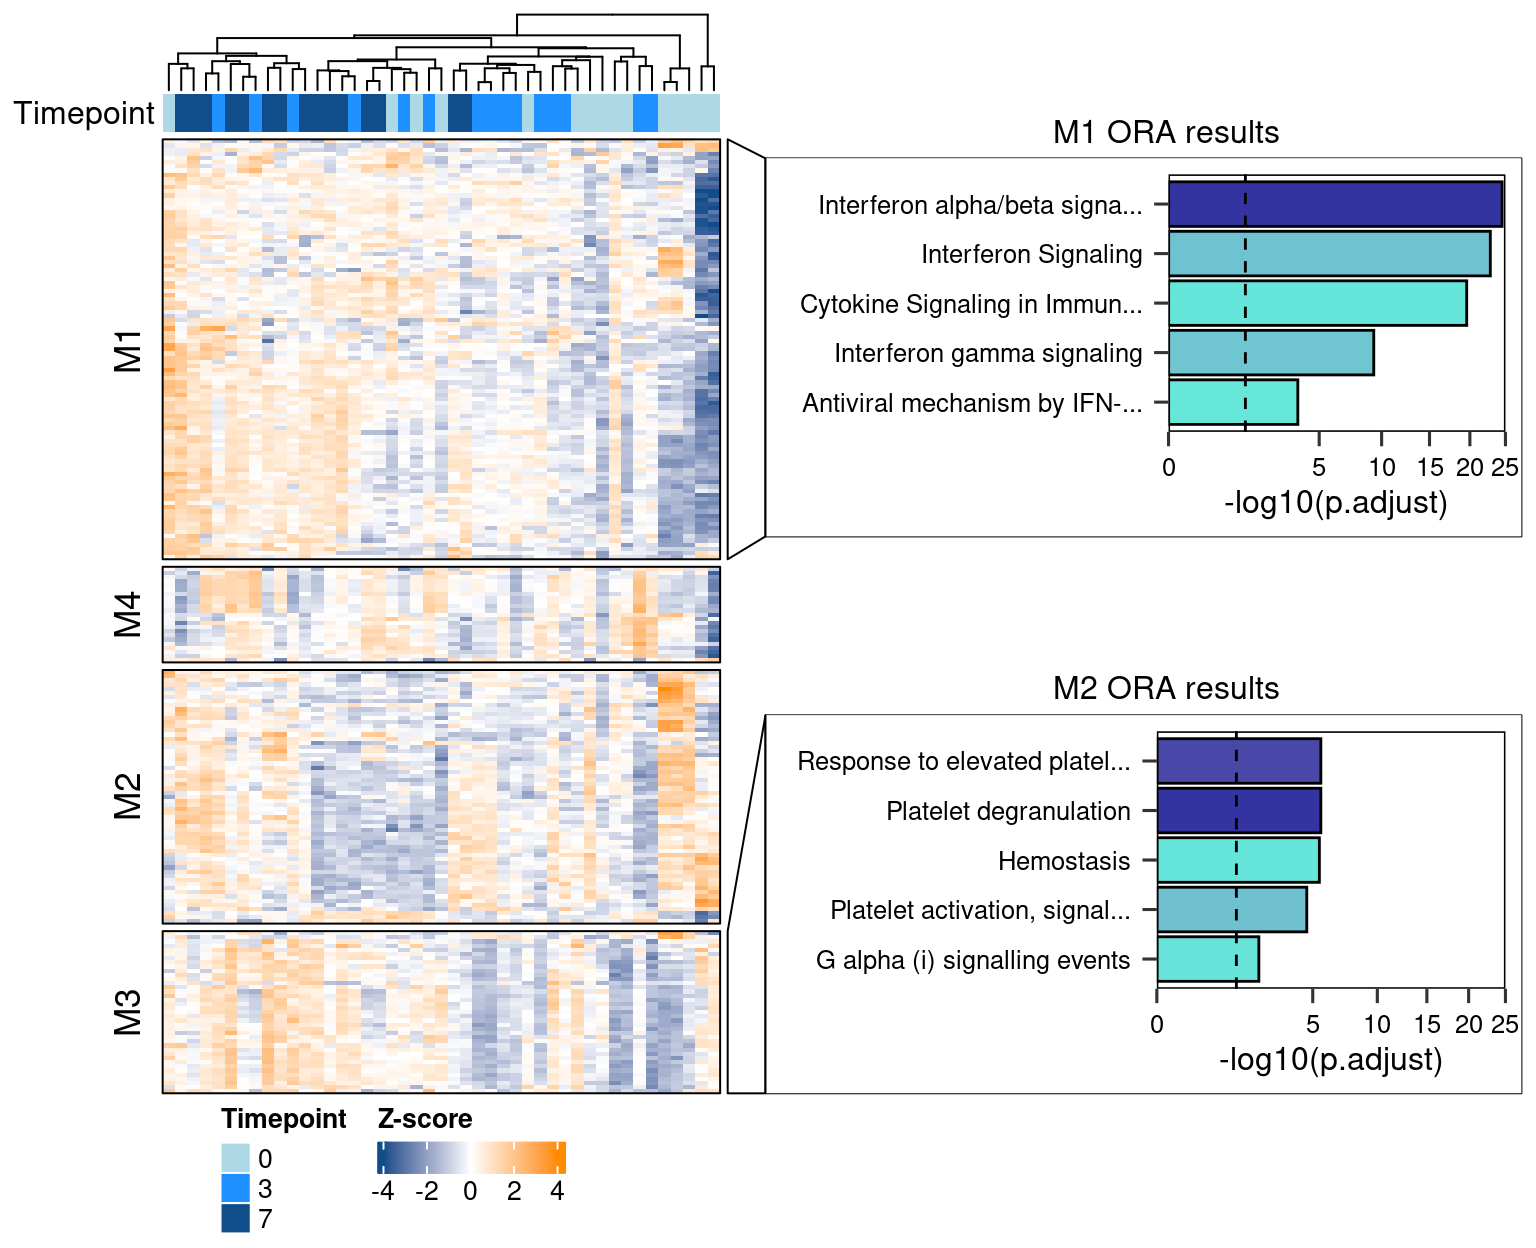 Timepoint
M1
M4
M2
M3
M1 ORA results
Interferon alpha/beta signa...
Interferon Signaling
Cytokine Signaling in Immun...
Interferon gamma signaling
Antiviral mechanism by IFN-...
0 5 10 15 20 25
-log10(p.adjust)
M2 ORA results
Response to elevated platel...
Platelet degranulation
Hemostasis
Platelet activation, signal...
G alpha (i) signalling events
0 5 10 15 20 25
-log10(p.adjust)
Timepoint
0
3
7
Z-score
-4 -2 0 2 4